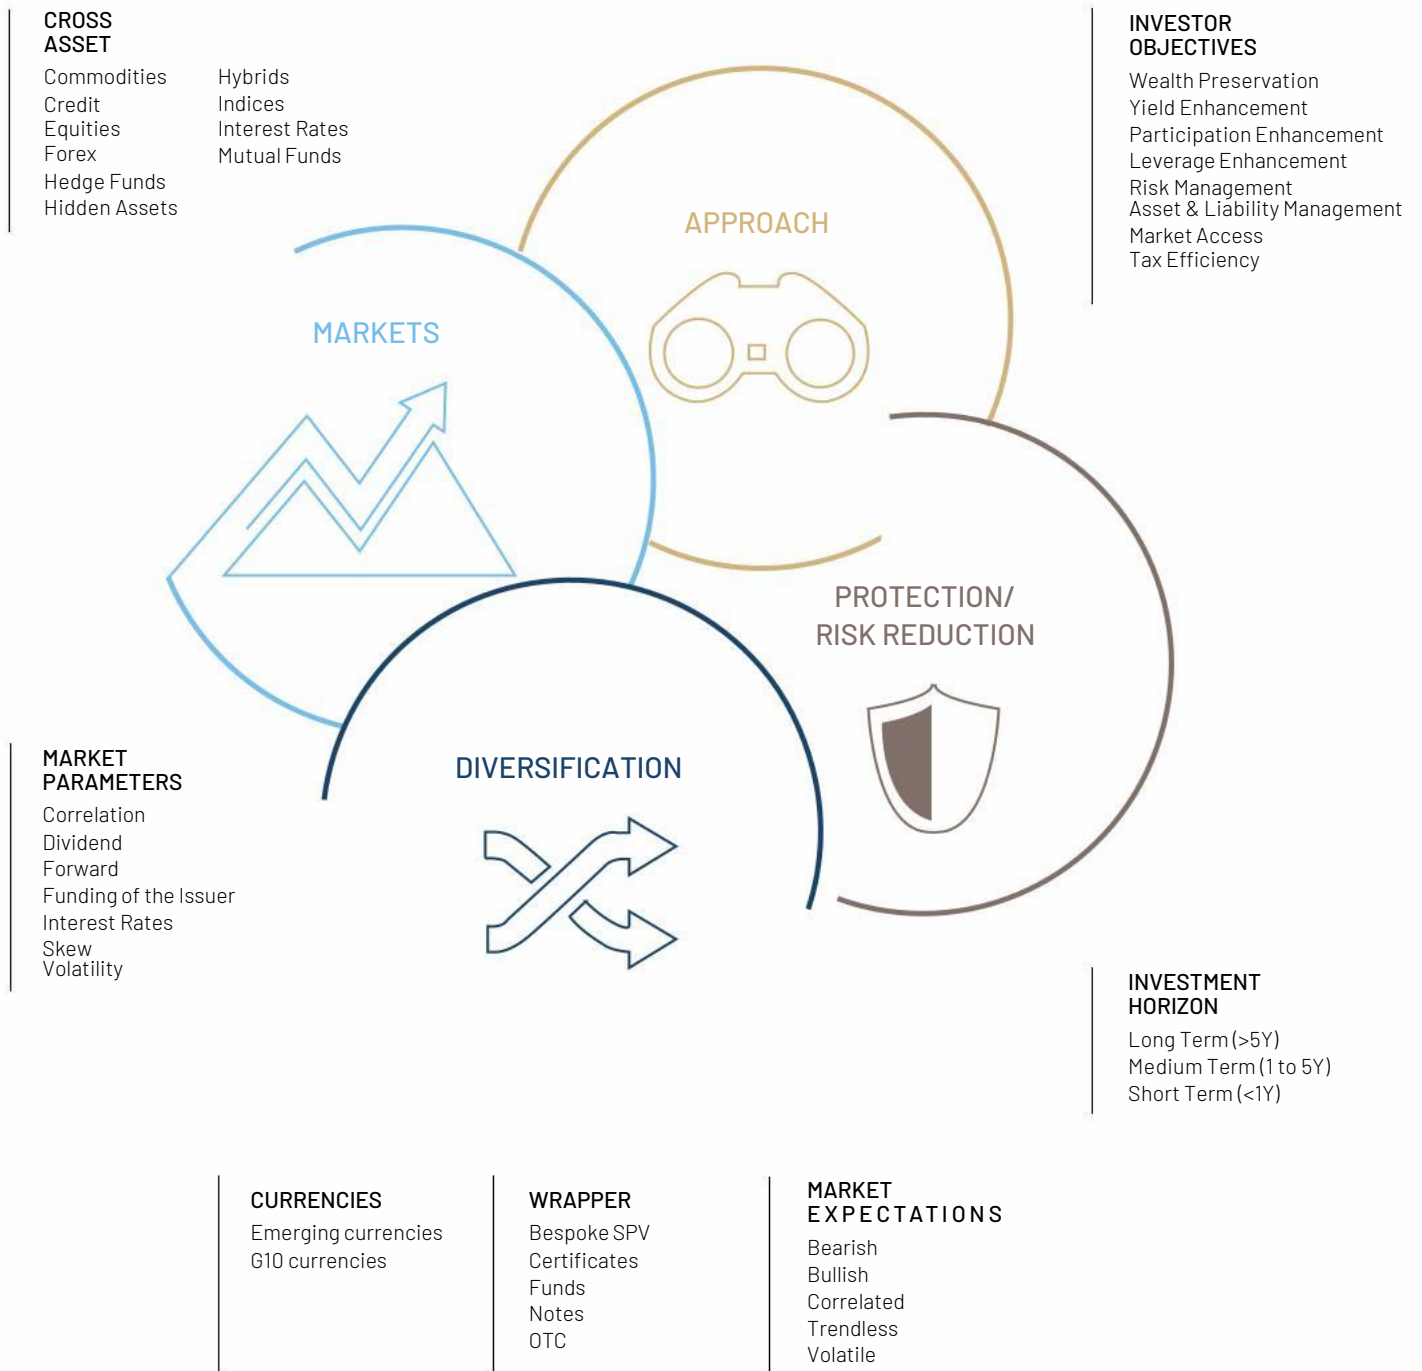 CROSS
ASSET
Commodities
Credit
Equities
Forex
Hedge Funds
Hidden Assets
Hybrids
Indices
Interest Rates
Mutual Funds
INVESTOR
OBJECTIVES
Wealth Preservation
Yield Enhancement
Participation Enhancement
Leverage Enhancement
Risk Management
Asset & Liability Management
Market Access
Tax Efficiency
APPROACH
MARKETS
PROTECTION/
RISK REDUCTION
DIVERSIFICATION
MARKET
PARAMETERS
Correlation
Dividend
Forward
Funding of the Issuer
Interest Rates
Skew
Volatility
INVESTMENT
HORIZON
Long Term (>5Y)
Medium Term (1 to 5Y)
Short Term (<1Y)
CURRENCIES
Emerging currencies
G10 currencies
WRAPPER
Bespoke SPV
Certificates
Funds
Notes
OTC
MARKET
EXPECTATIONS
Bearish
Bullish
Correlated
Trendless
Volatile